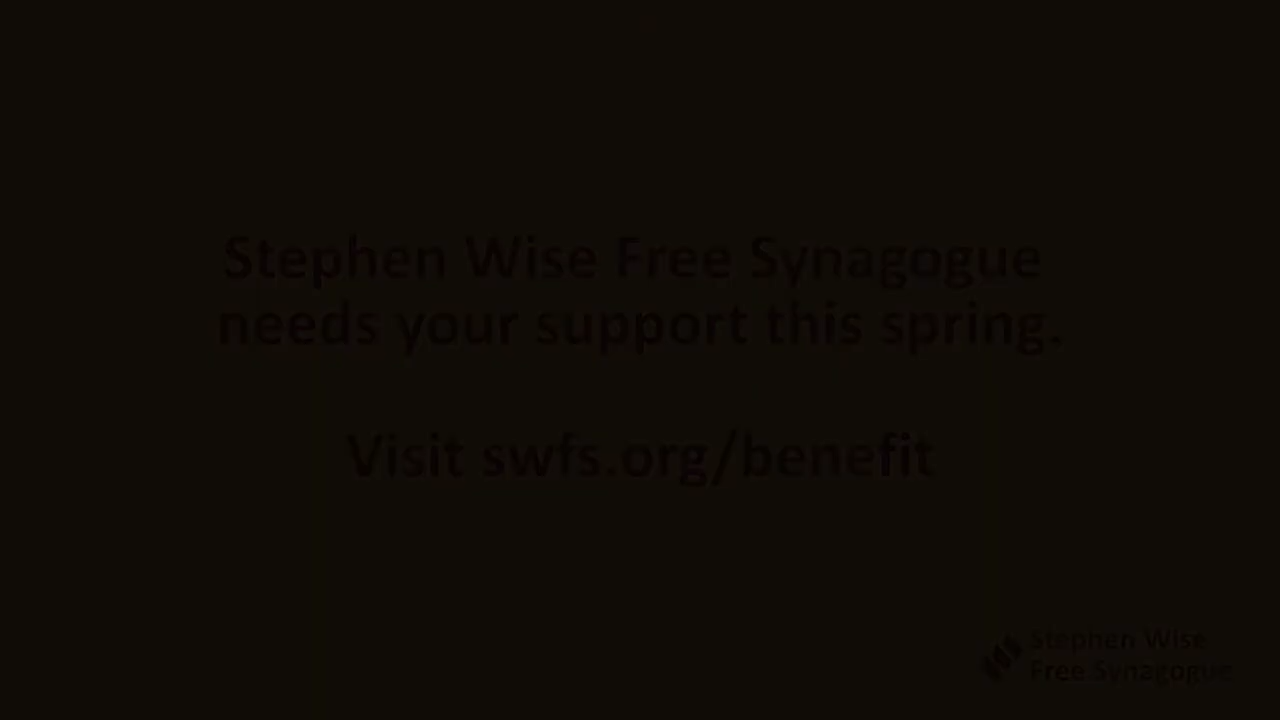 Stephen Wise Free Synagogue
needs your support this spring.
Visit swfs.org/benefit
Stephen Wise
Free Synagogue